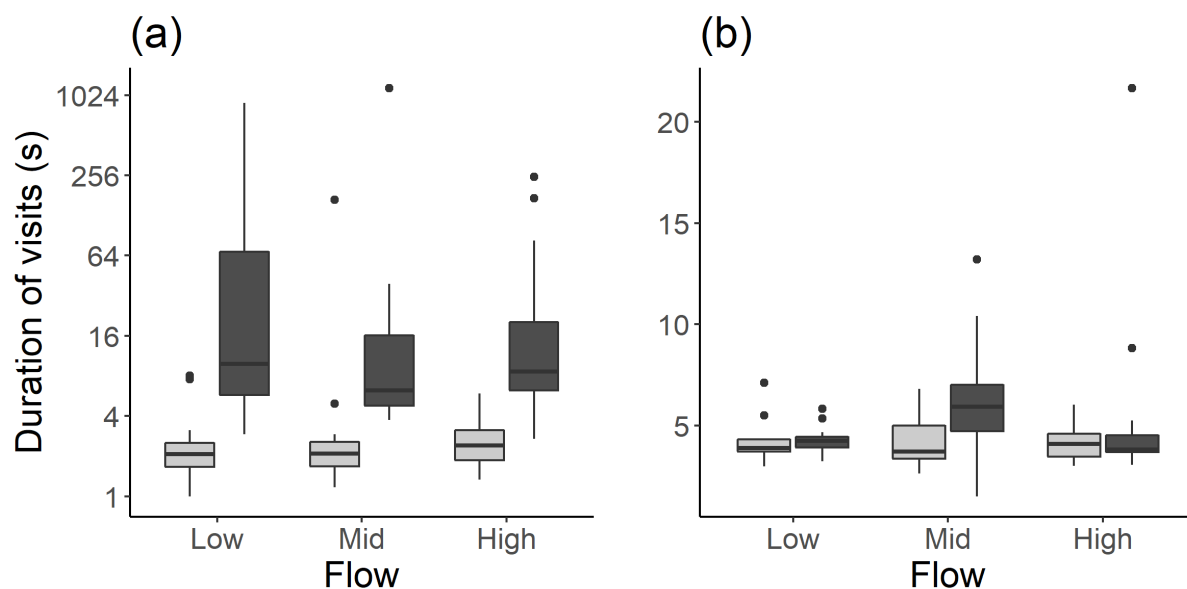 (a)
Duration of visits (s)
1024
256
64
16
4
1
Low Mid High
Flow
(b)
20
15
10
5
Low Mid High
Flow